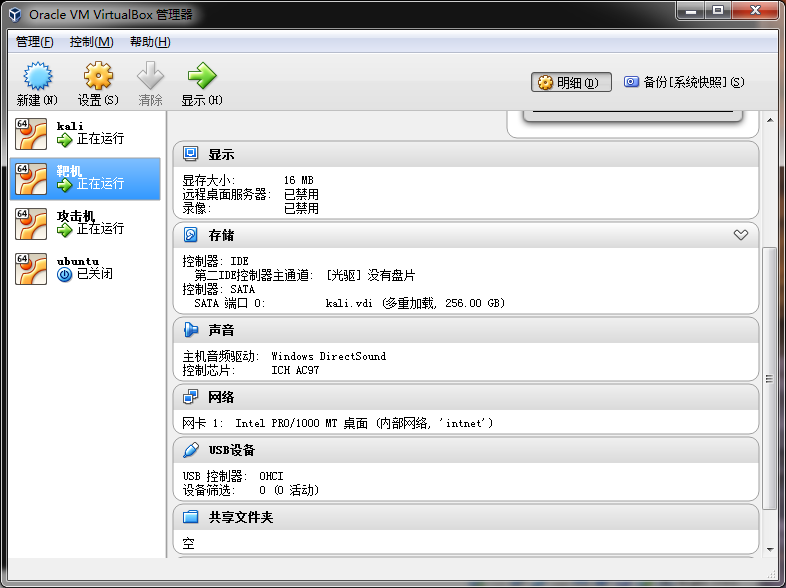 Oracle VM VirtualBox 管理器
管理(F) 控制(M) 帮助(H)
新建(N) 设置(S) 清除 显示(H) 明细(D) 备份[系统快照](S)
64 kali
正在运行
64 靶机
正在运行
64 攻击机
正在运行
64 ubuntu
已关闭
显示
显存大小: 16 MB
远程桌面服务器: 已禁用
录像: 已禁用
存储
控制器: IDE
第二IDE控制器主通道: [光驱] 没有盘片
控制器: SATA
SATA 端口 0: kali.vdi (多重加载, 256.00 GB)
声音
主机音频驱动: Windows DirectSound
控制芯片: ICH AC97
网络
网卡 1: Intel PRO/1000 MT 桌面 (内部网络, 'intnet')
USB设备
USB 控制器: OHCI
设备筛选: 0 (0 活动)
共享文件夹
空